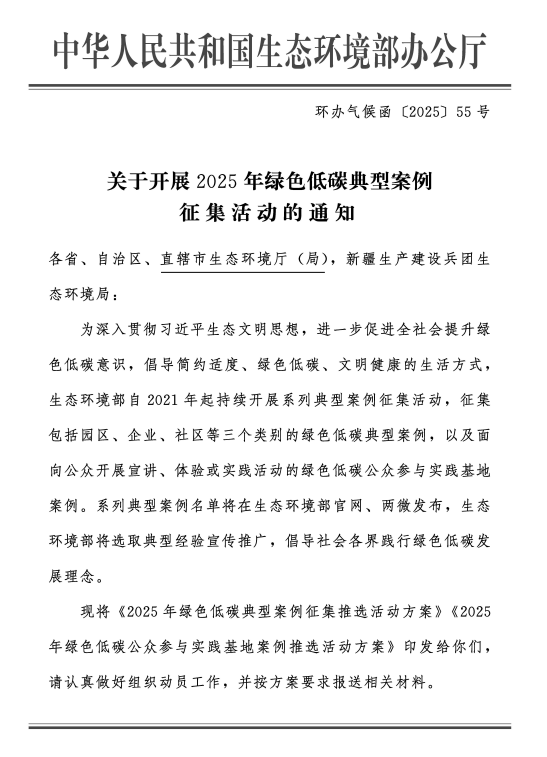 中华人民共和国生态环境部办公厅
环办气候函〔2025〕55 号
关于开展 2025 年绿色低碳典型案例
征集活动的通知
各省、自治区、直辖市生态环境厅（局），新疆生产建设兵团生
态环境局：
为深入贯彻习近平生态文明思想，进一步促进全社会提升绿
色低碳意识，倡导简约适度、绿色低碳、文明健康的生活方式，
生态环境部自 2021 年起持续开展系列典型案例征集活动，征集
包括园区、企业、社区等三个类别的绿色低碳典型案例，以及面
向公众开展宣讲、体验或实践活动的绿色低碳公众参与实践基地
案例。系列典型案例名单将在生态环境部官网、两微发布，生态
环境部将选取典型经验宣传推广，倡导社会各界践行绿色低碳发
展理念。
现将《2025 年绿色低碳典型案例征集推选活动方案》《2025
年绿色低碳公众参与实践基地案例推选活动方案》印发给你们，
请认真做好组织动员工作，并按方案要求报送相关材料。